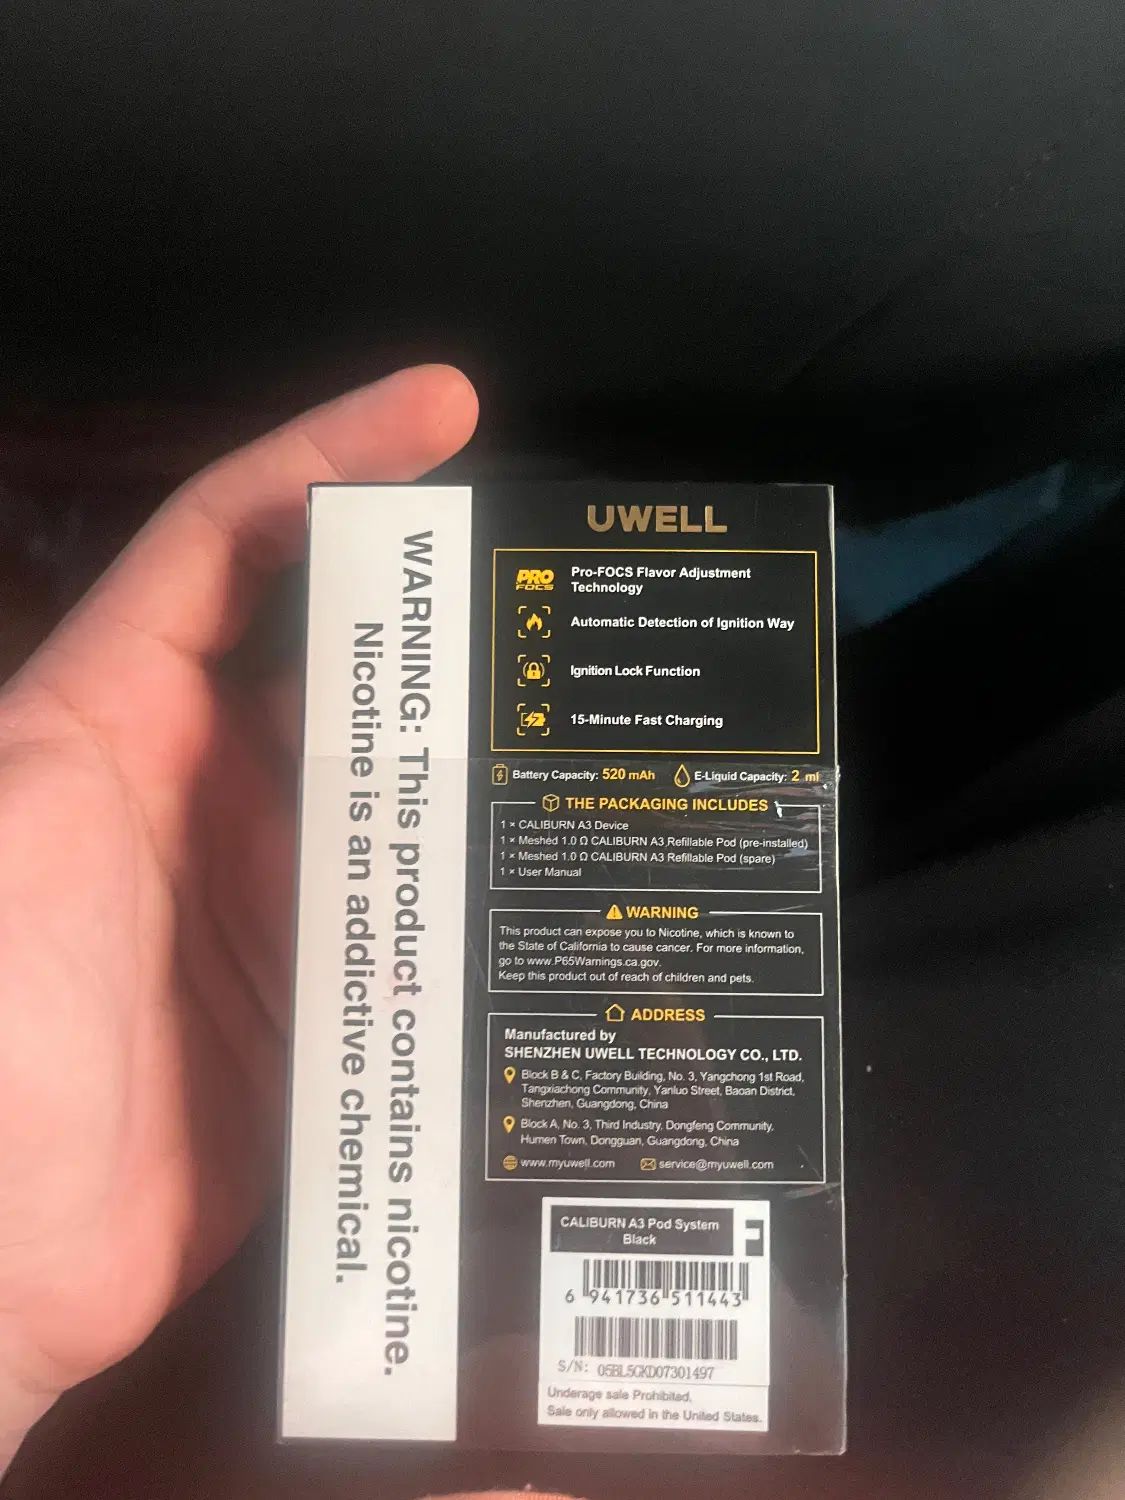 WARNING: This product contains nicotine.
Nicotine is an addictive chemical.
UWELL
PRO
FOCS
Pro-FOCS Flavor Adjustment
Technology
Automatic Detection of Ignition Way
Ignition Lock Function
15-Minute Fast Charging
Battery Capacity: 520 mAh
E-Liquid Capacity: 2 ml
THE PACKAGING INCLUDES
1 × CALIBURN A3 Device
1 × Meshed 1.0 Ω CALIBURN A3 Refillable Pod (pre-installed)
1 × Meshed 1.0 Ω CALIBURN A3 Refillable Pod (spare)
1 × User Manual
WARNING
This product can expose you to Nicotine, which is known to
the State of California to cause cancer. For more information,
go to www.P65Warnings.ca.gov.
Keep this product out of reach of children and pets.
ADDRESS
Manufactured by
SHENZHEN UWELL TECHNOLOGY CO., LTD.
Block B & C, Factory Building, No. 3, Yangchong 1st Road,
Tangxiachong Community, Yanluo Street, Baoan District,
Shenzhen, Guangdong, China
Block A, No. 3, Third Industry, Dongfeng Community,
Humen Town, Dongguan, Guangdong, China
www.myuwell.com
service@myuwell.com
CALIBURN A3 Pod System
Black
6 941736 511443
S/N: 05BL5GKD07301497
Underage sale Prohibited.
Sale only allowed in the United States.